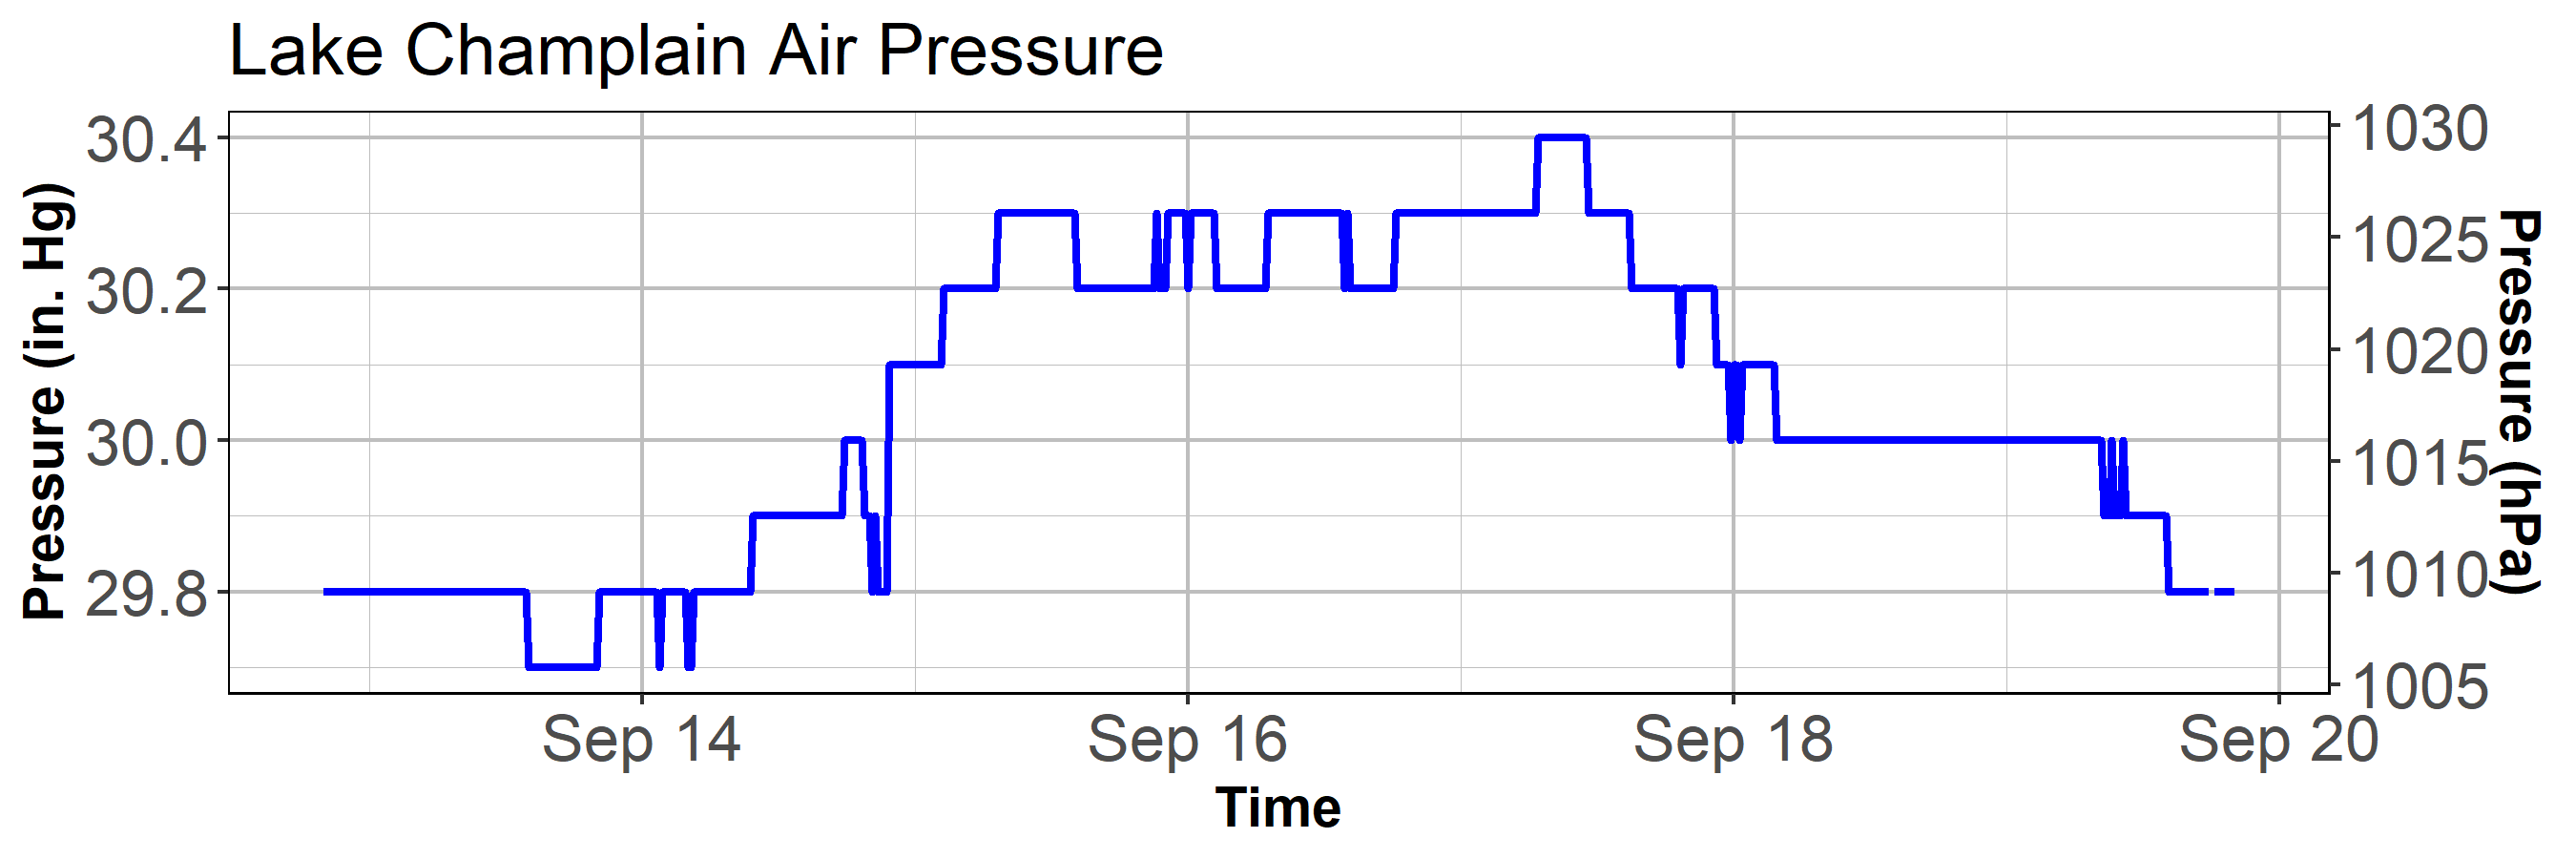 Lake Champlain Air Pressure
Pressure (in. Hg)
30.4
30.2
30.0
29.8
1030
1025
1020
1015
1010
1005
Pressure (hPa)
Sep 14 Sep 16 Sep 18 Sep 20
Time